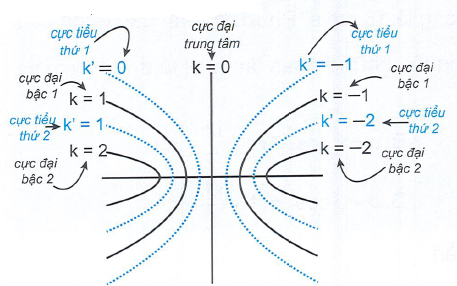 cực tiểu
thứ 1
k' = 0
cực đại
bậc 1
k = 1
cực tiểu
thứ 2
k' = 1
k = 2
cực đại
bậc 2
cực đại
trung tâm
k = 0
cực tiểu
thứ 1
k' = −1
cực đại
bậc 1
k = −1
k' = −2
cực tiểu
thứ 2
k = −2
cực đại
bậc 2